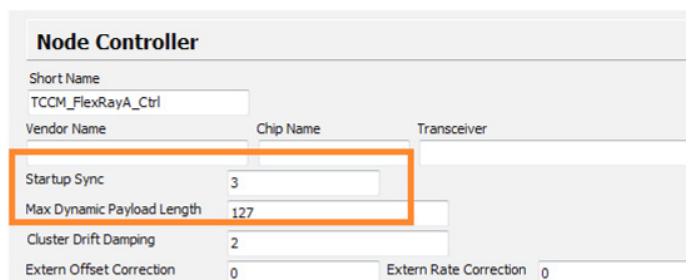 Node Controller
Short Name
TCCM_FlexRayA_Ctrl
Vendor Name Chip Name Transceiver
Startup Sync 3
Max Dynamic Payload Length 127
Cluster Drift Damping 2
Extern Offset Correction 0 Extern Rate Correction 0